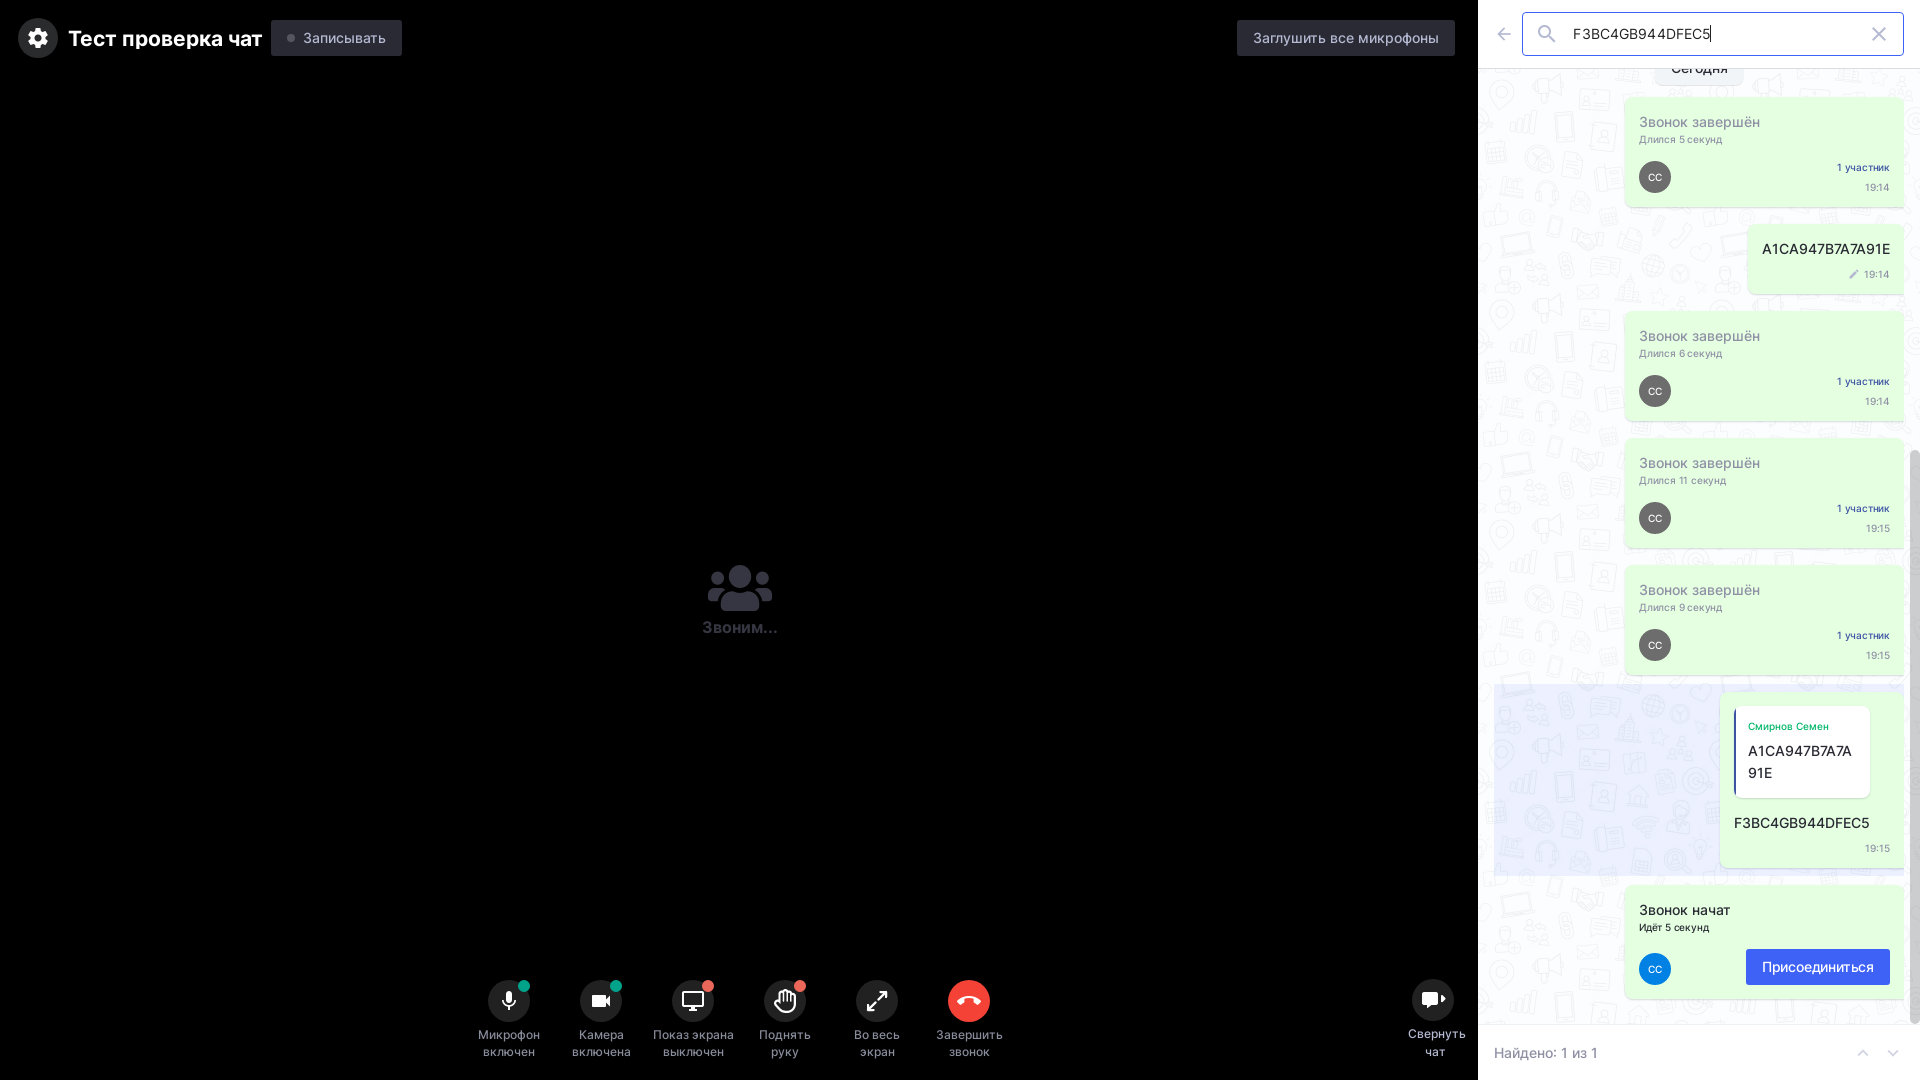 Тест проверка чат
Записывать
Заглушить все микрофоны
F3BC4GB944DFEC5
Сегодня
Звонок завершён
Длился 5 секунд
СС
1 участник
19:14
A1CA947B7A7A91E
19:14
Звонок завершён
Длился 6 секунд
СС
1 участник
19:14
Звонок завершён
Длился 11 секунд
СС
1 участник
19:15
Звонок завершён
Длился 9 секунд
СС
1 участник
19:15
Звоним...
Смирнов Семен
A1CA947B7A7A
91E
F3BC4GB944DFEC5
19:15
Звонок начат
Идёт 5 секунд
СС
Присоединиться
Микрофон
включен
Камера
включена
Показ экрана
выключен
Поднять
руку
Во весь
экран
Завершить
звонок
Свернуть
чат
Найдено: 1 из 1